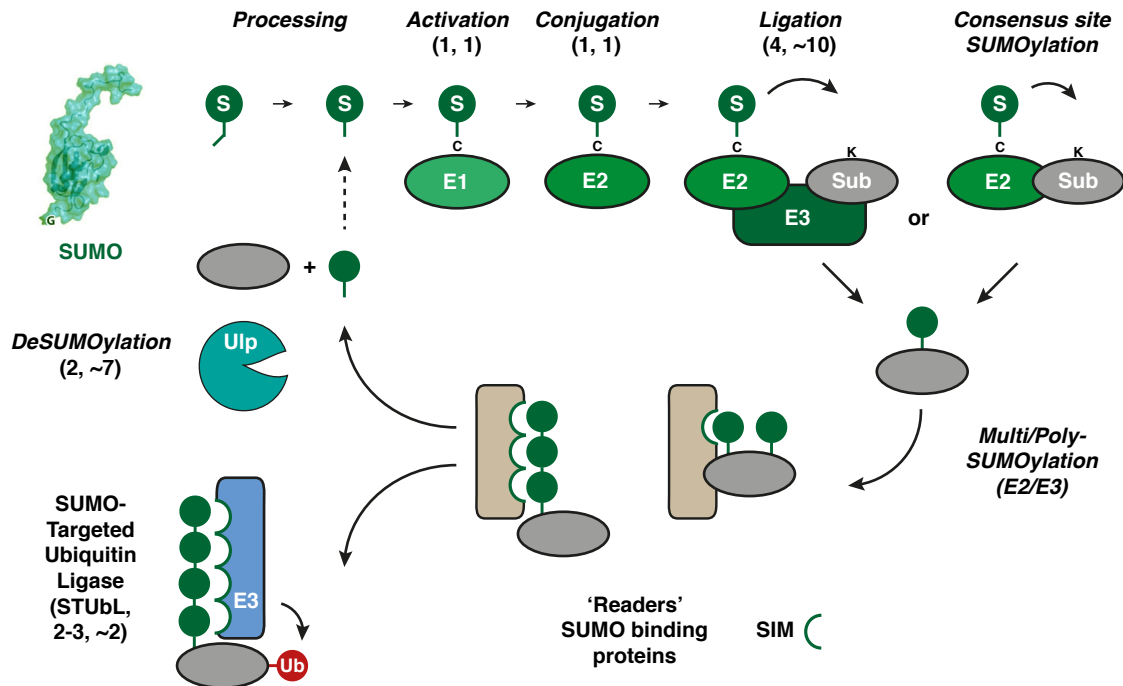 Processing
Activation
(1, 1)
Conjugation
(1, 1)
Ligation
(4, ~10)
Consensus site
SUMOylation
S
S
S
S
S
S
C
C
C
C
K
K
E1
E2
E2
Sub
E2
Sub
E3
or
G
SUMO
+
DeSUMOylation
(2, ~7)
Ulp
Multi/Poly-
SUMOylation
(E2/E3)
SUMO-
Targeted
Ubiquitin
Ligase
(STUbL,
2-3, ~2)
E3
Ub
‘Readers’
SUMO binding
proteins
SIM